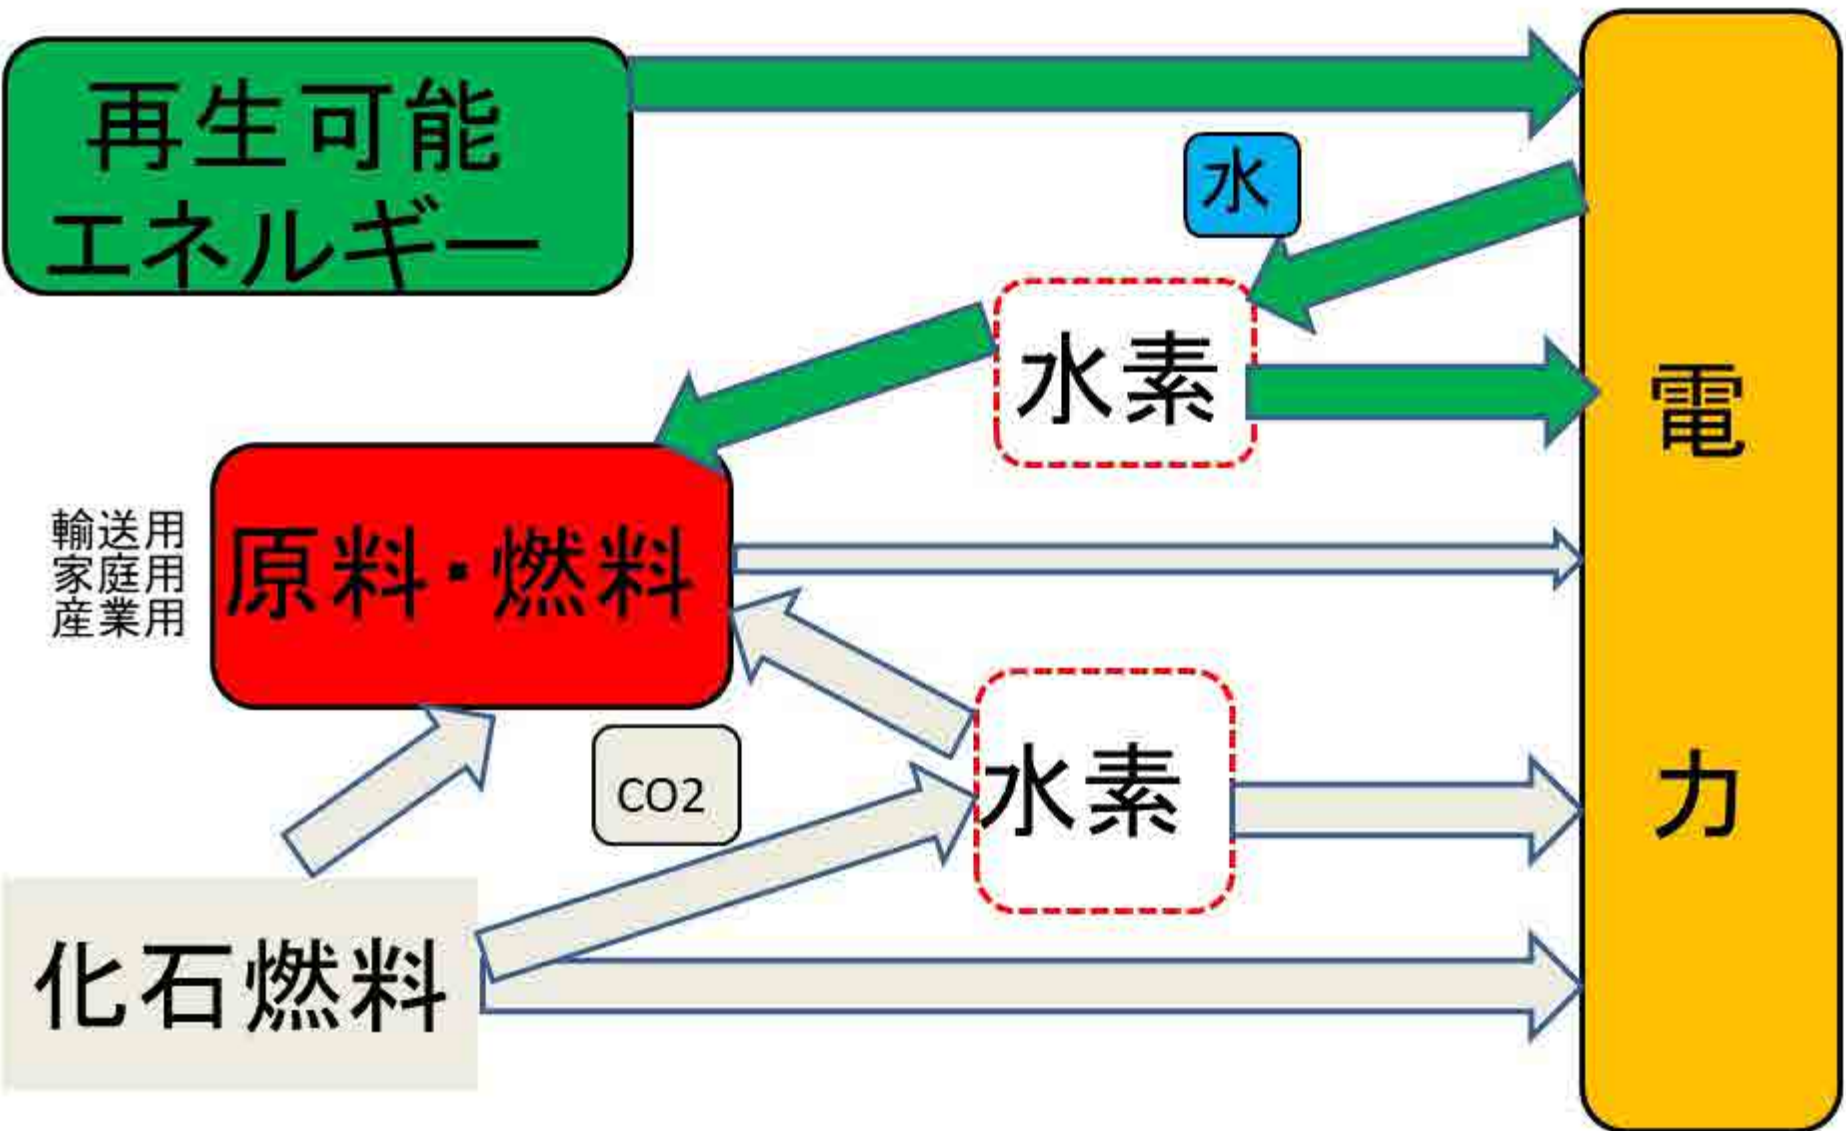 再生可能
エネルギー
水
水素
電
力
輸送用
家庭用
産業用
原料・燃料
CO2
水素
化石燃料